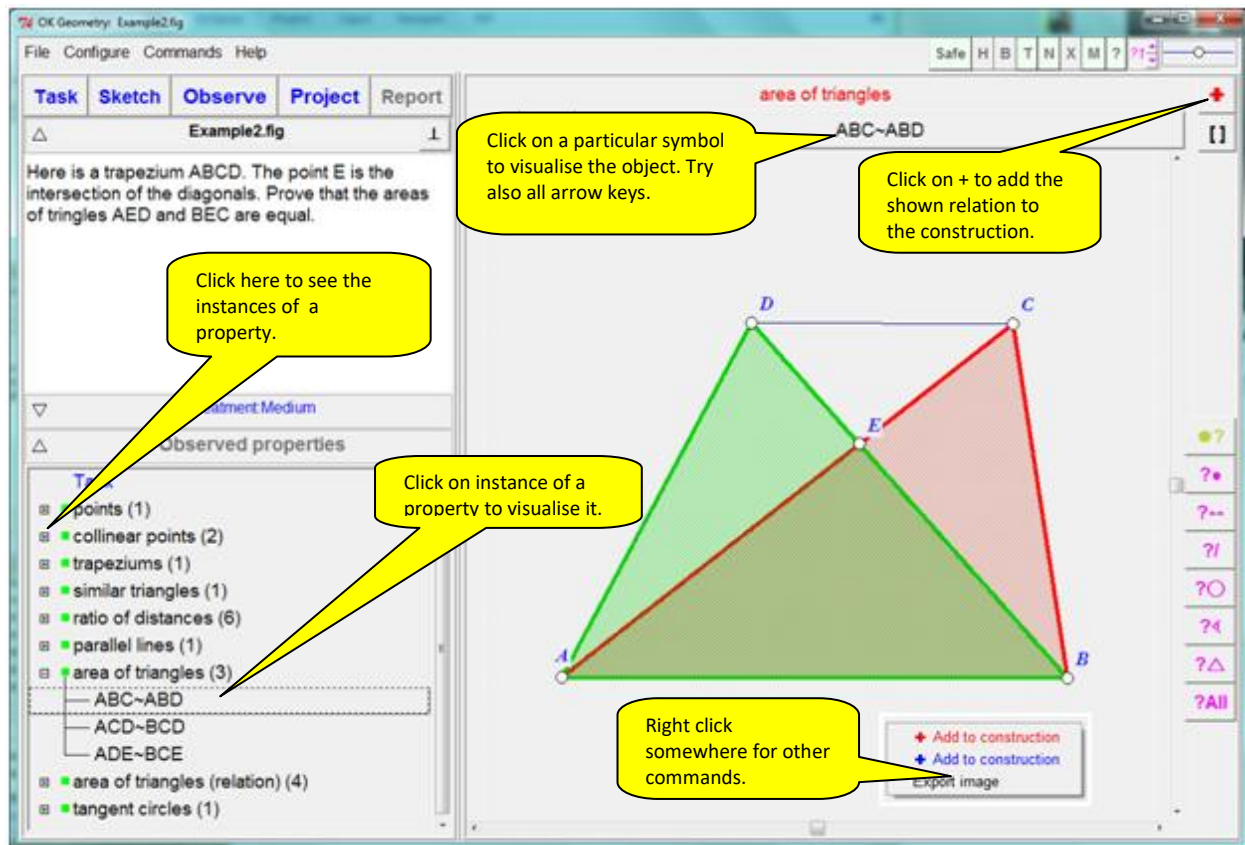 OK Geometry: Example2.fig
File Configure Commands Help
Safe H B T N X M ? ?↑
Task Sketch Observe Project Report
Example2.fig
Here is a trapezium ABCD. The point E is the
intersection of the diagonals. Prove that the areas
of tringles AED and BEC are equal.
area of triangles
+
ABC~ABD
[ ]
Click on a particular symbol
to visualise the object. Try
also all arrow keys.
Click on + to add the
shown relation to
the construction.
Click here to see the
instances of a
property.
Medium
Observed properties
Click on instance of a
property to visualise it.
points (1)
collinear points (2)
trapeziums (1)
similar triangles (1)
ratio of distances (6)
parallel lines (1)
area of triangles (3)
ABC~ABD
ACD~BCD
ADE~BCE
area of triangles (relation) (4)
tangent circles (1)
D
C
E
A
B
Right click
somewhere for other
commands.
+ Add to construction
+ Add to construction
Export image
●?
?●
?--
?/
?○
?∢
?△
?All